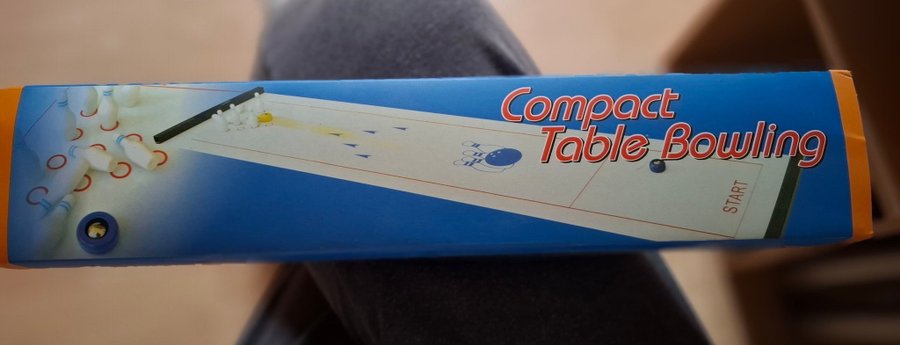 Compact
Table Bowling
START